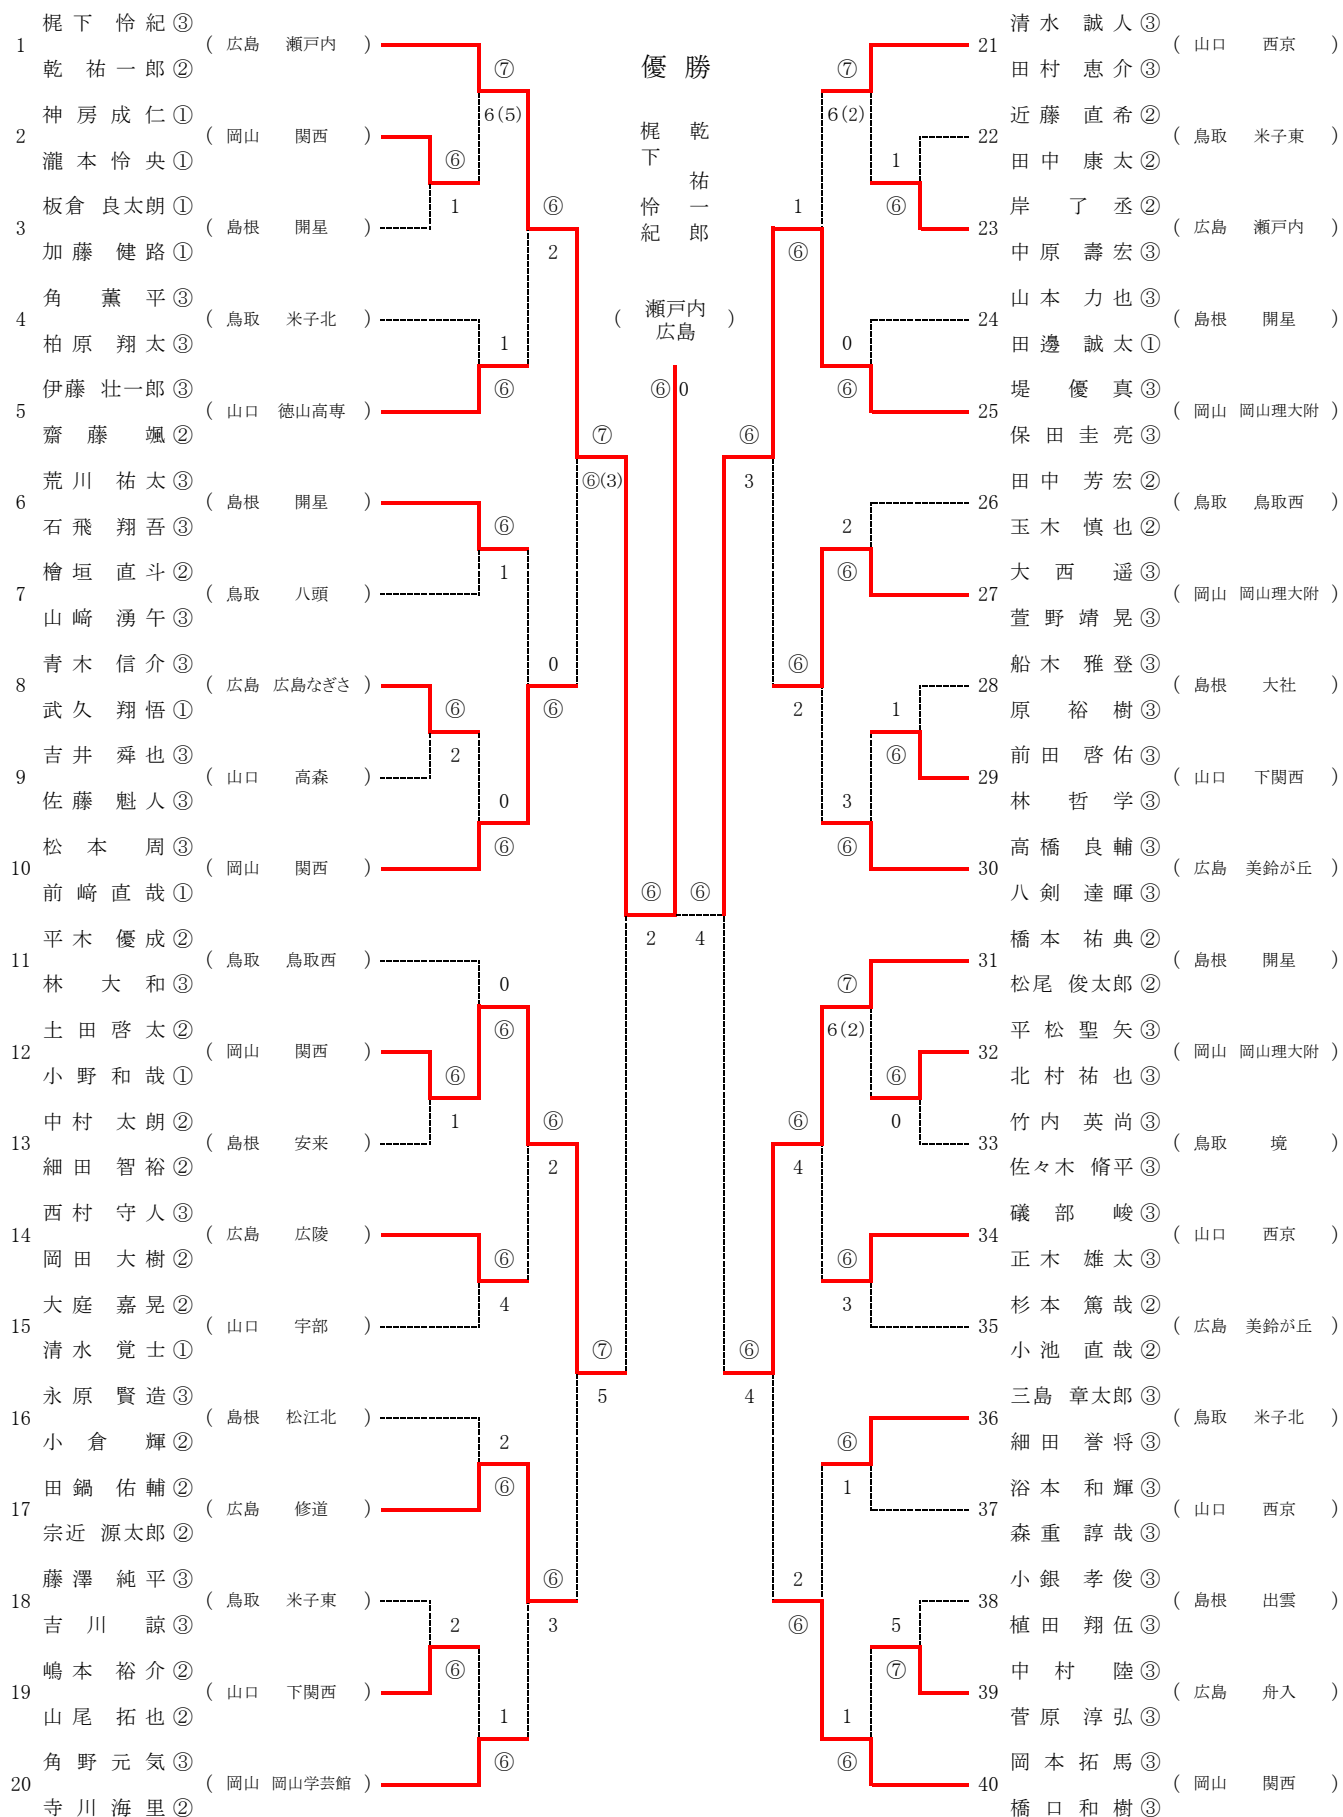 優勝
梶下 怜紀
乾 祐一郎
( 瀬戸内 広島 )
1 梶下 怜紀③ 乾 祐一郎② ( 広島 瀬戸内 )
2 神房成仁① 瀧本怜央① ( 岡山 関西 )
3 板倉 良太朗① 加藤健路① ( 島根 開星 )
4 角 薫平③ 柏原 翔太③ ( 鳥取 米子北 )
5 伊藤 壮一郎③ 齋藤 颯② ( 山口 徳山高専 )
6 荒川 祐太③ 石飛 翔吾③ ( 島根 開星 )
7 檜垣 直斗② 山﨑 湧午③ ( 鳥取 八頭 )
8 青木 信介③ 武久 翔悟① ( 広島 広島なぎさ )
9 吉井 舜也③ 佐藤 魁人③ ( 山口 高森 )
10 松本 周③ 前﨑直哉① ( 岡山 関西 )
11 平木 優成② 林 大和③ ( 鳥取 鳥取西 )
12 土田啓太② 小野和哉① ( 岡山 関西 )
13 中村 太朗② 細田 智裕② ( 島根 安来 )
14 西村 守人③ 岡田 大樹② ( 広島 広陵 )
15 大庭 嘉晃② 清水 覚士① ( 山口 宇部 )
16 永原 賢造③ 小倉 輝② ( 島根 松江北 )
17 田鍋 佑輔② 宗近 源太郎② ( 広島 修道 )
18 藤澤 純平③ 吉川 諒③ ( 鳥取 米子東 )
19 嶋本 裕介② 山尾 拓也② ( 山口 下関西 )
20 角野元気③ 寺川海里② ( 岡山 岡山学芸館 )
21 清水 誠人③ 田村 恵介③ ( 山口 西京 )
22 近藤 直希② 田中 康太② ( 鳥取 米子東 )
23 岸 了丞② 中原 壽宏③ ( 広島 瀬戸内 )
24 山本 力也③ 田邊 誠太① ( 島根 開星 )
25 堤 優真③ 保田圭亮③ ( 岡山 岡山理大附 )
26 田中 芳宏② 玉木 慎也② ( 鳥取 鳥取西 )
27 大西 遥③ 萱野靖晃③ ( 岡山 岡山理大附 )
28 船木 雅登③ 原 裕樹③ ( 島根 大社 )
29 前田 啓佑③ 林 哲学③ ( 山口 下関西 )
30 高橋 良輔③ 八剣 達暉③ ( 広島 美鈴が丘 )
31 橋本 祐典② 松尾 俊太郎② ( 島根 開星 )
32 平松聖矢③ 北村祐也③ ( 岡山 岡山理大附 )
33 竹内 英尚③ 佐々木 脩平③ ( 鳥取 境 )
34 礒部 峻③ 正木 雄太③ ( 山口 西京 )
35 杉本 篤哉② 小池 直哉② ( 広島 美鈴が丘 )
36 三島 章太郎③ 細田 誉将③ ( 鳥取 米子北 )
37 浴本 和輝③ 森重 諄哉③ ( 山口 西京 )
38 小銀 孝俊③ 植田 翔伍③ ( 島根 出雲 )
39 中村 陸③ 菅原 淳弘③ ( 広島 舟入 )
40 岡本拓馬③ 橋口和樹③ ( 岡山 関西 )
⑦ 6(5)
⑥ 1
⑥ 2
1 ⑥
⑦ ⑥(3)
⑥ 1
0 ⑥
⑥ 2
0 ⑥
⑥ 2
0 ⑥
⑥ 1
⑥ 2
⑥ 4
⑦ 5
2 ⑥
⑥ 3
2 ⑥
1 ⑥
⑥ 0
⑦ 6(2)
1 ⑥
1 ⑥
0 ⑥
⑥ 3
2 ⑥
⑥ 2
1 ⑥
3 ⑥
⑥ 4
⑦ 6(2)
⑥ 0
⑥ 4
⑥ 3
⑥ 4
⑥ 1
2 ⑥
5 ⑦
1 ⑥